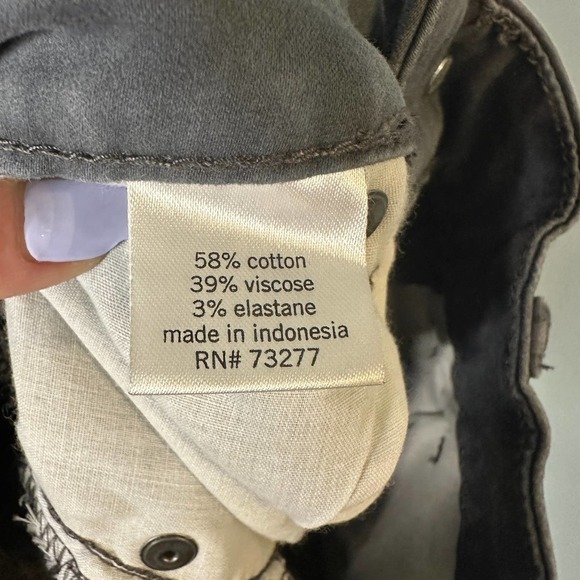 58% cotton
39% viscose
3% elastane
made in indonesia
RN# 73277